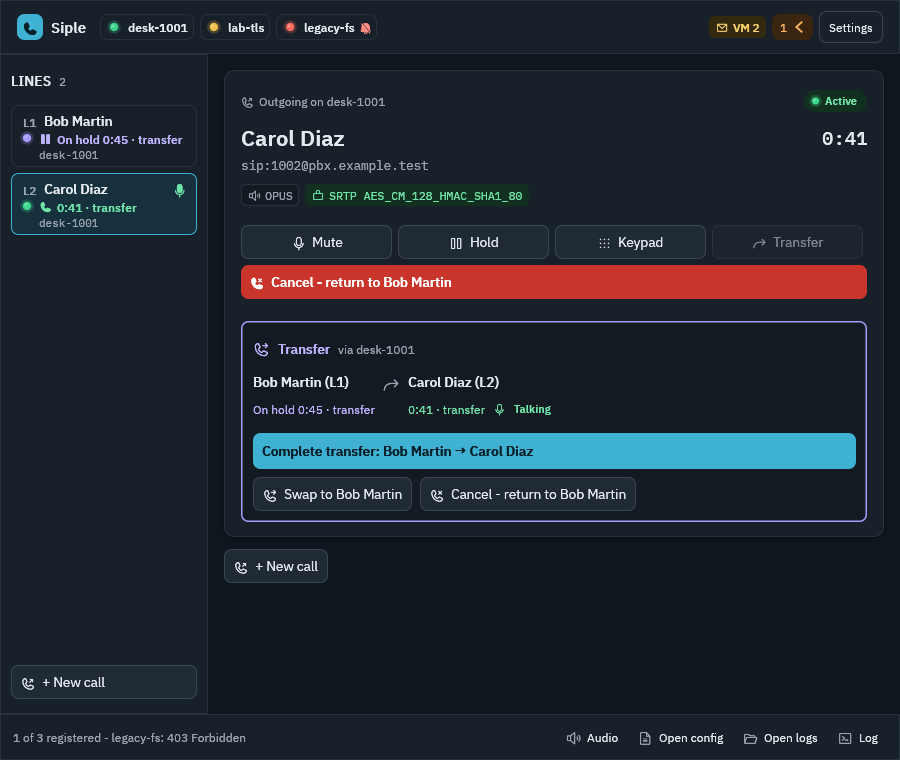 Siple
desk-1001
lab-tls
legacy-fs
VM 2
1
Settings
LINES 2
L1 Bob Martin
On hold 0:45 · transfer
desk-1001
L2 Carol Diaz
0:41 · transfer
desk-1001
+ New call
Outgoing on desk-1001
Active
Carol Diaz
0:41
sip:1002@pbx.example.test
OPUS
SRTP AES_CM_128_HMAC_SHA1_80
Mute
Hold
Keypad
Transfer
Cancel - return to Bob Martin
Transfer via desk-1001
Bob Martin (L1)
Carol Diaz (L2)
On hold 0:45 · transfer
0:41 · transfer
Talking
Complete transfer: Bob Martin → Carol Diaz
Swap to Bob Martin
Cancel - return to Bob Martin
+ New call
1 of 3 registered - legacy-fs: 403 Forbidden
Audio
Open config
Open logs
Log